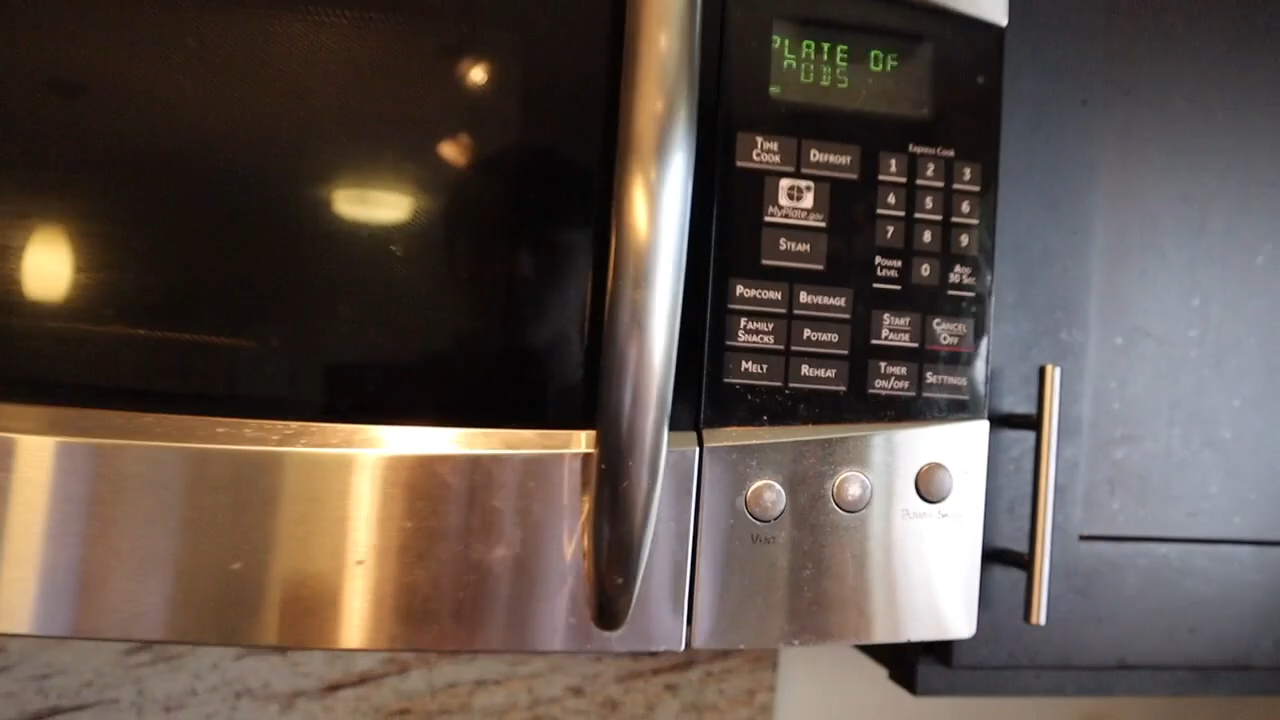 PLATE OF
TIME COOK
DEFROST
MyPlate.gov
STEAM
POPCORN
BEVERAGE
FAMILY SNACKS
POTATO
MELT
REHEAT
Express Cook
1 2 3
4 5 6
7 8 9
POWER LEVEL
0
ADD 30 SEC
START PAUSE
CANCEL OFF
TIMER ON/OFF
SETTINGS